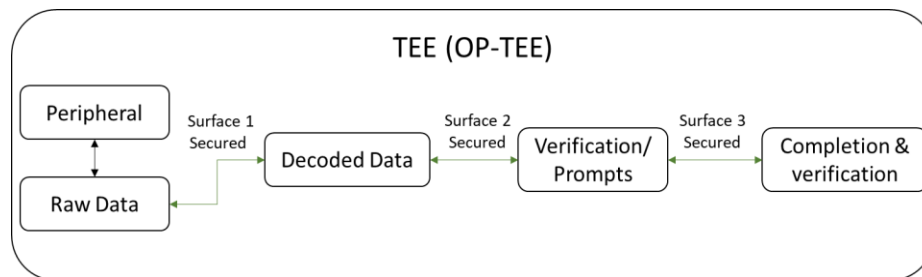 TEE (OP-TEE)
Peripheral
Raw Data
Surface 1
Secured
Decoded Data
Surface 2
Secured
Verification/
Prompts
Surface 3
Secured
Completion &
verification